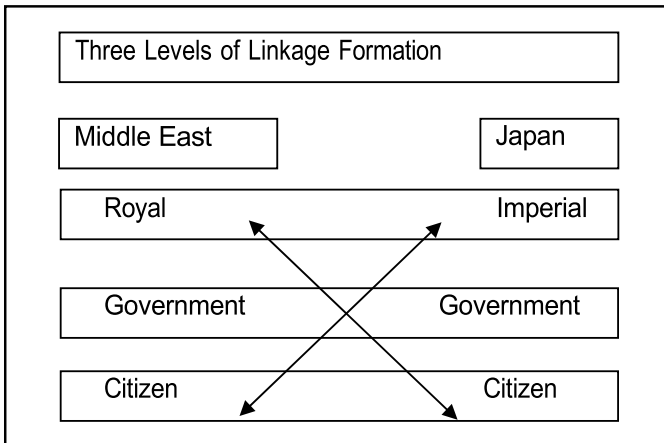 Three Levels of Linkage Formation
Middle East Japan
Royal Imperial
Government Government
Citizen Citizen